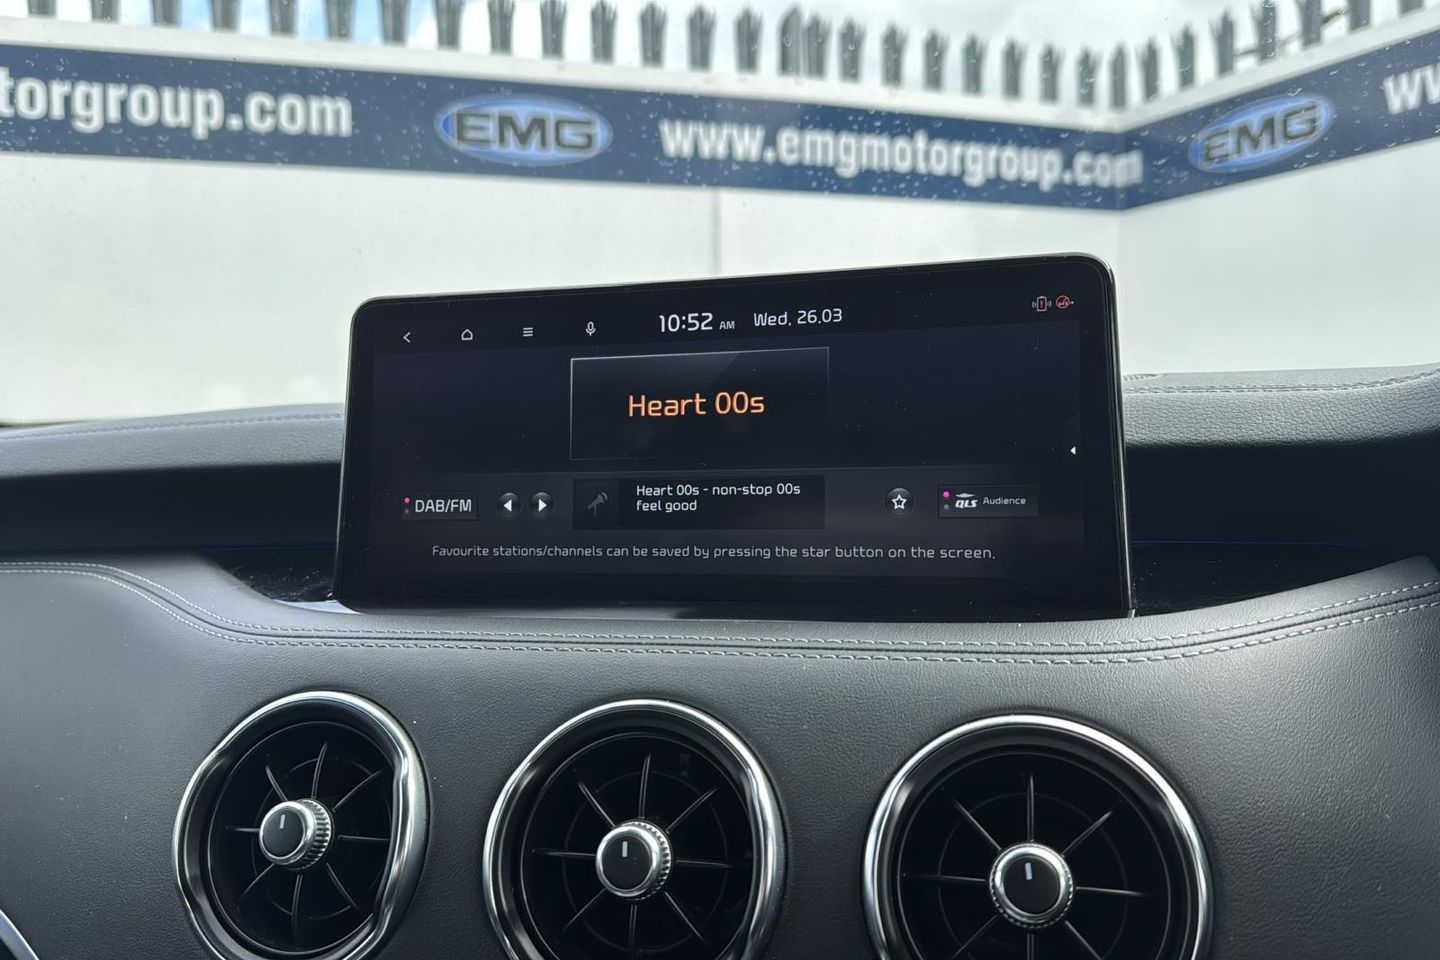 torgroup.com
EMG
www.emgmotorgroup.com
EMG
ww
10:52 AM Wed, 26.03
Heart 00s
DAB/FM
Heart 00s - non-stop 00s
feel good
QLS Audience
Favourite stations/channels can be saved by pressing the star button on the screen.